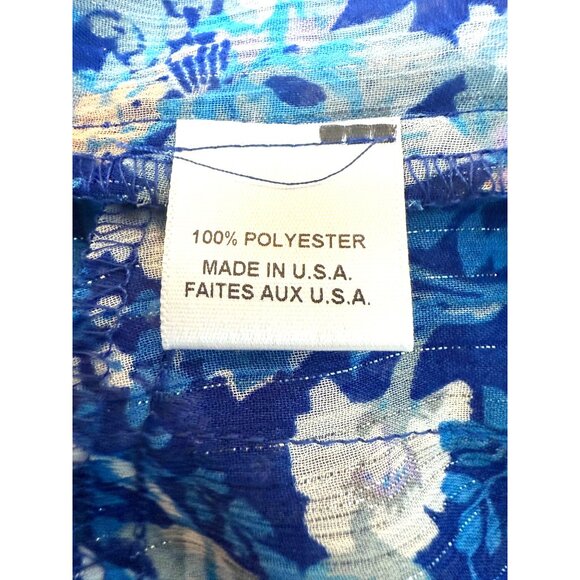 100% POLYESTER
MADE IN U.S.A.
FAITES AUX U.S.A.